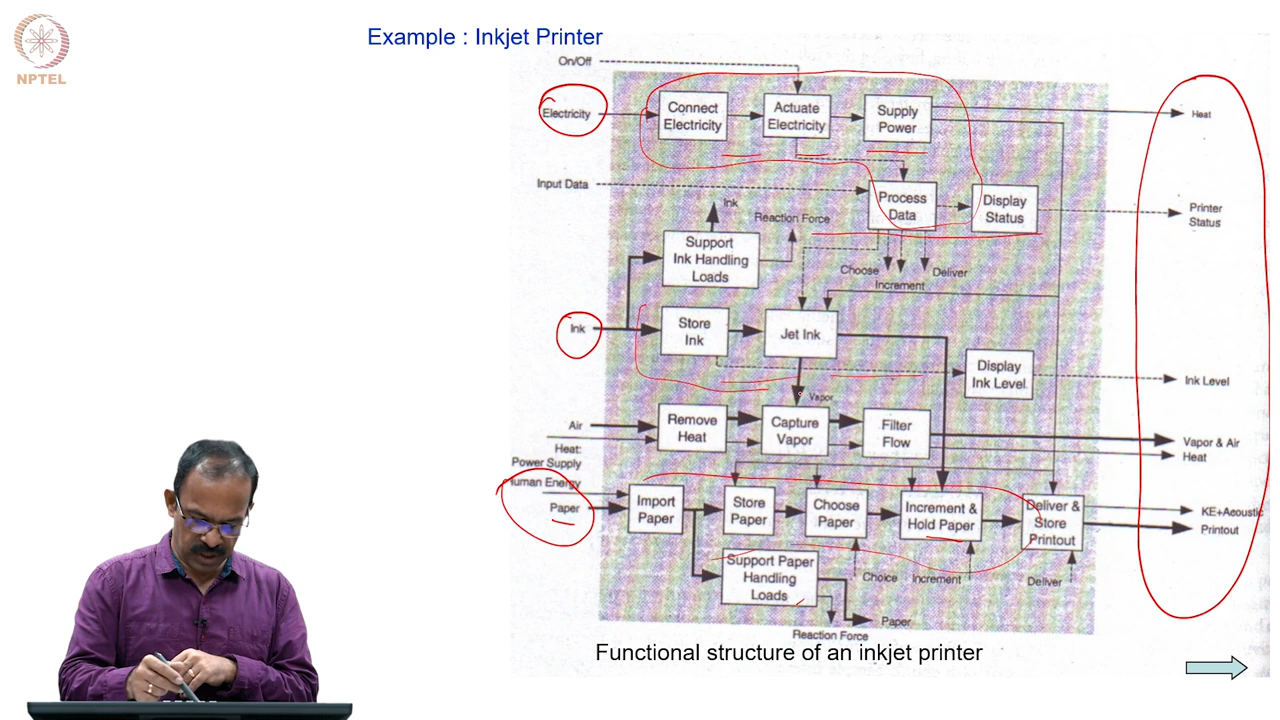 NPTEL
Example : Inkjet Printer
On/Off
Electricity
Connect
Electricity
Actuate
Electricity
Supply
Power
Heat
Input Data
Process
Data
Display
Status
Printer
Status
Ink
Reaction Force
Support
Ink Handling
Loads
Choose
Increment
Deliver
Ink
Store
Ink
Jet Ink
Display
Ink Level
Ink Level
Vapor
Air
Remove
Heat
Capture
Vapor
Filter
Flow
Vapor & Air
Heat
Heat:
Power Supply
Human Energy
Paper
Import
Paper
Store
Paper
Choose
Paper
Increment &
Hold Paper
Deliver &
Store
Printout
KE+Acoustic
Printout
Support Paper
Handling
Loads
Choice
Increment
Deliver
Paper
Reaction Force
Functional structure of an inkjet printer